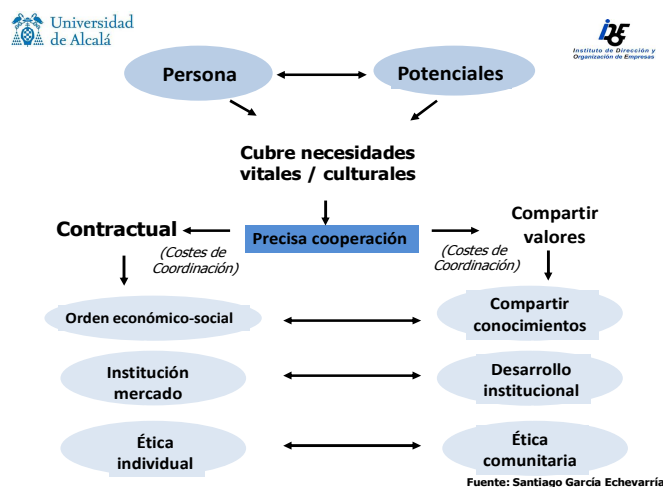 Universidad
de Alcalá
IDOE
Instituto de Dirección y
Organización de Empresas
Persona
Potenciales
Cubre necesidades
vitales / culturales
Contractual
Precisa cooperación
Compartir
valores
(Costes de
Coordinación)
(Costes de
Coordinación)
Orden económico-social
Compartir
conocimientos
Institución
mercado
Desarrollo
institucional
Ética
individual
Ética
comunitaria
Fuente: Santiago García Echevarría